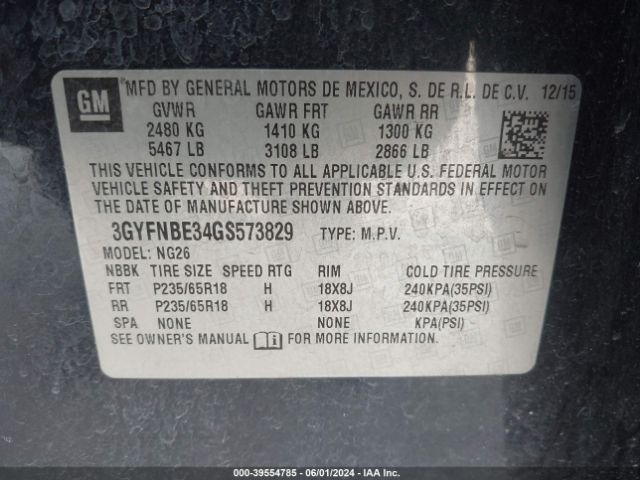 GM
MFD BY GENERAL MOTORS DE MEXICO, S. DE R.L. DE C.V. 12/15
GVWR GAWR FRT GAWR RR
2480 KG 1410 KG 1300 KG
5467 LB 3108 LB 2866 LB
THIS VEHICLE CONFORMS TO ALL APPLICABLE U.S. FEDERAL MOTOR
VEHICLE SAFETY AND THEFT PREVENTION STANDARDS IN EFFECT ON
THE DATE OF MANUFACTURE SHOWN ABOVE.
3GYFNBE34GS573829 TYPE: M.P.V.
MODEL: NG26
NBBK TIRE SIZE SPEED RTG RIM COLD TIRE PRESSURE
FRT P235/65R18 H 18X8J 240KPA(35PSI)
RR P235/65R18 H 18X8J 240KPA(35PSI)
SPA NONE NONE KPA(PSI)
SEE OWNER'S MANUAL i FOR MORE INFORMATION.
000-39554785 - 06/01/2024 - IAA Inc.